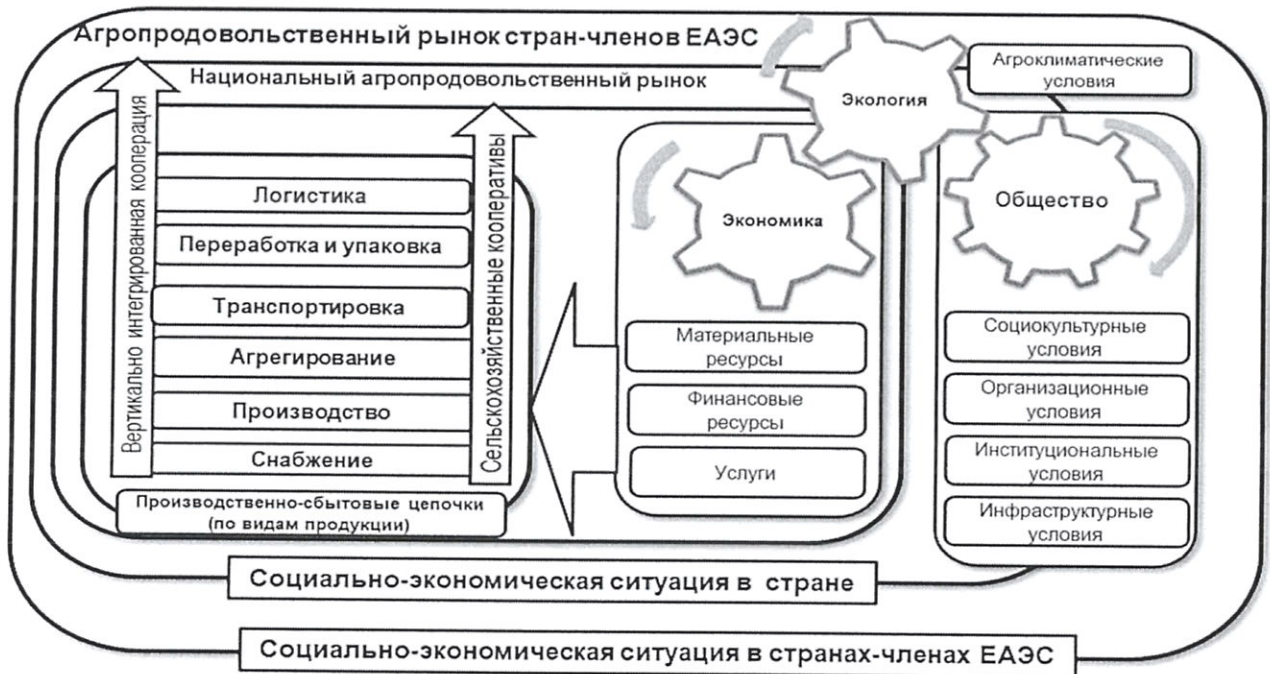 Агропродовольственный рынок стран-членов ЕАЭС
Национальный агропродовольственный рынок
Экология
Агроклиматические
условия
Вертикально интегрированная кооперация
Сельскохозяйственные кооперативы
Логистика
Переработка и упаковка
Транспортировка
Агрегирование
Производство
Снабжение
Производственно-сбытовые цепочки
(по видам продукции)
Экономика
Материальные
ресурсы
Финансовые
ресурсы
Услуги
Общество
Социокультурные
условия
Организационные
условия
Институциональные
условия
Инфраструктурные
условия
Социально-экономическая ситуация в стране
Социально-экономическая ситуация в странах-членах ЕАЭС